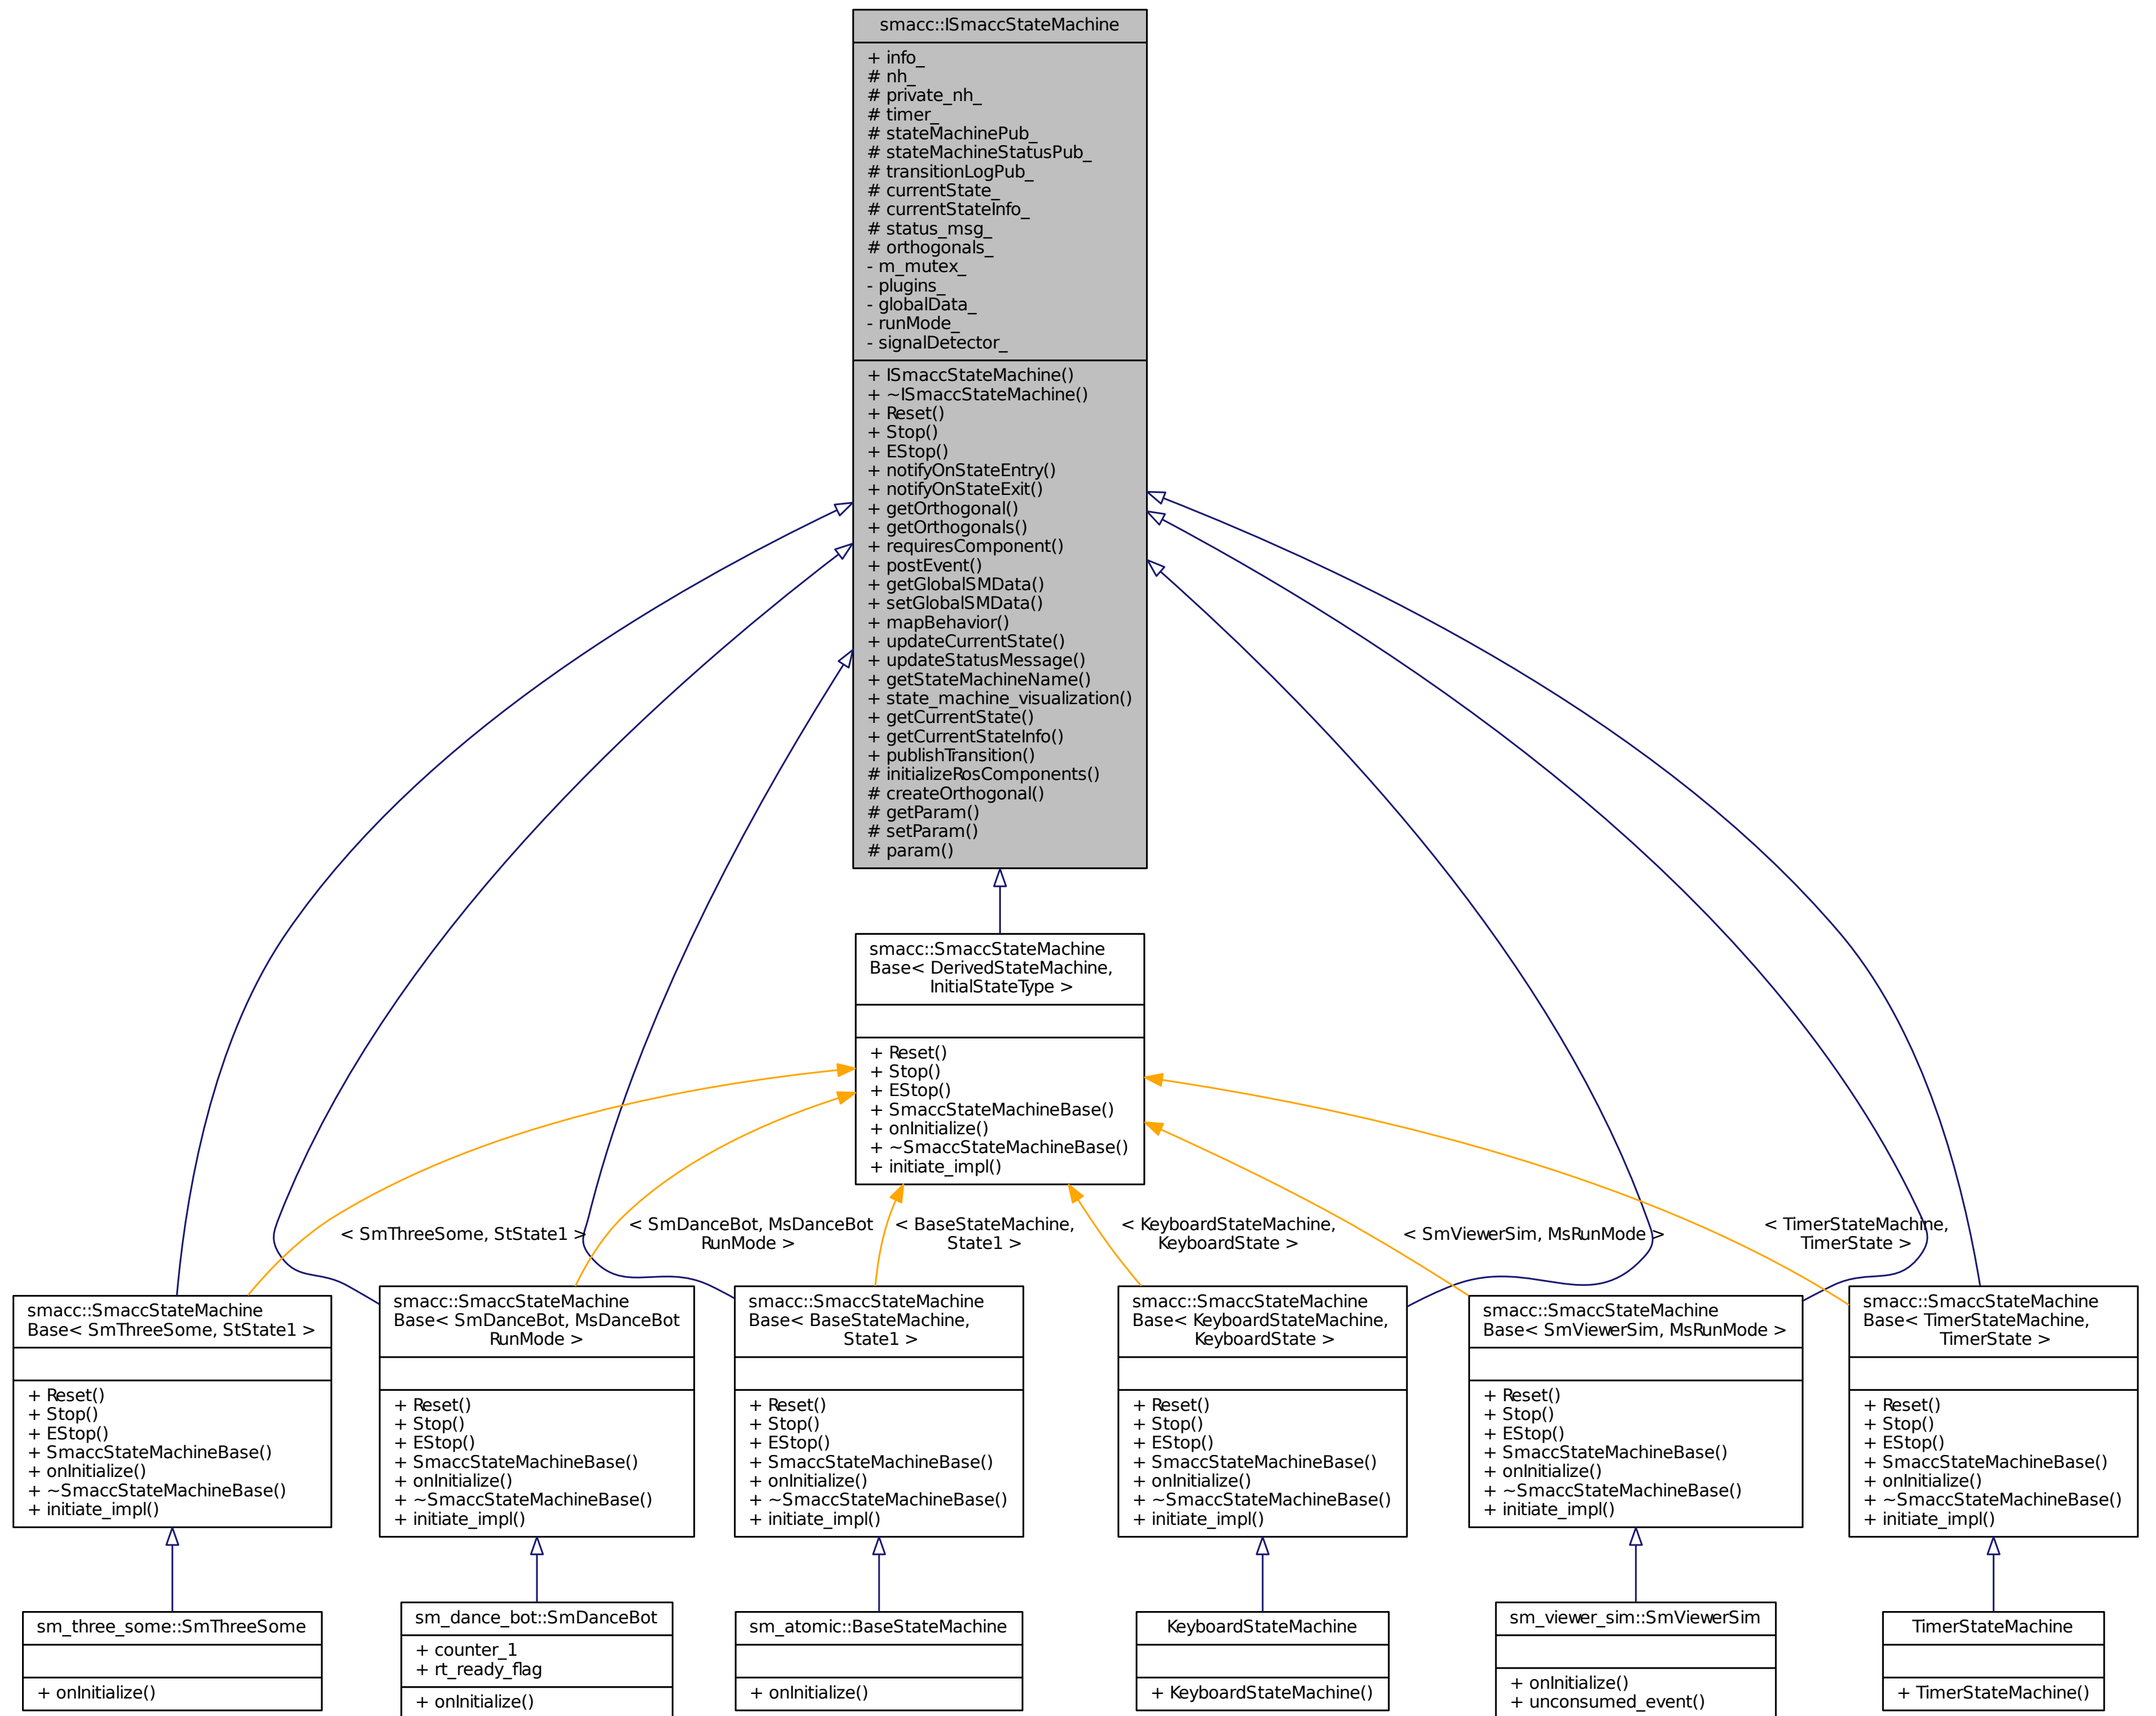 smacc::ISmaccStateMachine
+ info_
# nh_
# private_nh_
# timer_
# stateMachinePub_
# stateMachineStatusPub_
# transitionLogPub_
# currentState_
# currentStateInfo_
# status_msg_
# orthogonals_
- m_mutex_
- plugins_
- globalData_
- runMode_
- signalDetector_
+ ISmaccStateMachine()
+ ~ISmaccStateMachine()
+ Reset()
+ Stop()
+ EStop()
+ notifyOnStateEntry()
+ notifyOnStateExit()
+ getOrthogonal()
+ getOrthogonals()
+ requiresComponent()
+ postEvent()
+ getGlobalSMData()
+ setGlobalSMData()
+ mapBehavior()
+ updateCurrentState()
+ updateStatusMessage()
+ getStateMachineName()
+ state_machine_visualization()
+ getCurrentState()
+ getCurrentStateInfo()
+ publishTransition()
# initializeRosComponents()
# createOrthogonal()
# getParam()
# setParam()
# param()
smacc::SmaccStateMachine
Base< DerivedStateMachine,
InitialStateType >
+ Reset()
+ Stop()
+ EStop()
+ SmaccStateMachineBase()
+ onInitialize()
+ ~SmaccStateMachineBase()
+ initiate_impl()
< SmThreeSome, StState1 >
< SmDanceBot, MsDanceBot
RunMode >
< BaseStateMachine,
State1 >
< KeyboardStateMachine,
KeyboardState >
< SmViewerSim, MsRunMode >
< TimerStateMachine,
TimerState >
smacc::SmaccStateMachine
Base< SmThreeSome, StState1 >
+ Reset()
+ Stop()
+ EStop()
+ SmaccStateMachineBase()
+ onInitialize()
+ ~SmaccStateMachineBase()
+ initiate_impl()
smacc::SmaccStateMachine
Base< SmDanceBot, MsDanceBot
RunMode >
+ Reset()
+ Stop()
+ EStop()
+ SmaccStateMachineBase()
+ onInitialize()
+ ~SmaccStateMachineBase()
+ initiate_impl()
smacc::SmaccStateMachine
Base< BaseStateMachine,
State1 >
+ Reset()
+ Stop()
+ EStop()
+ SmaccStateMachineBase()
+ onInitialize()
+ ~SmaccStateMachineBase()
+ initiate_impl()
smacc::SmaccStateMachine
Base< KeyboardStateMachine,
KeyboardState >
+ Reset()
+ Stop()
+ EStop()
+ SmaccStateMachineBase()
+ onInitialize()
+ ~SmaccStateMachineBase()
+ initiate_impl()
smacc::SmaccStateMachine
Base< SmViewerSim, MsRunMode >
+ Reset()
+ Stop()
+ EStop()
+ SmaccStateMachineBase()
+ onInitialize()
+ ~SmaccStateMachineBase()
+ initiate_impl()
smacc::SmaccStateMachine
Base< TimerStateMachine,
TimerState >
+ Reset()
+ Stop()
+ EStop()
+ SmaccStateMachineBase()
+ onInitialize()
+ ~SmaccStateMachineBase()
+ initiate_impl()
sm_three_some::SmThreeSome
+ onInitialize()
sm_dance_bot::SmDanceBot
+ counter_1
+ rt_ready_flag
+ onInitialize()
sm_atomic::BaseStateMachine
+ onInitialize()
KeyboardStateMachine
+ KeyboardStateMachine()
sm_viewer_sim::SmViewerSim
+ onInitialize()
+ unconsumed_event()
TimerStateMachine
+ TimerStateMachine()